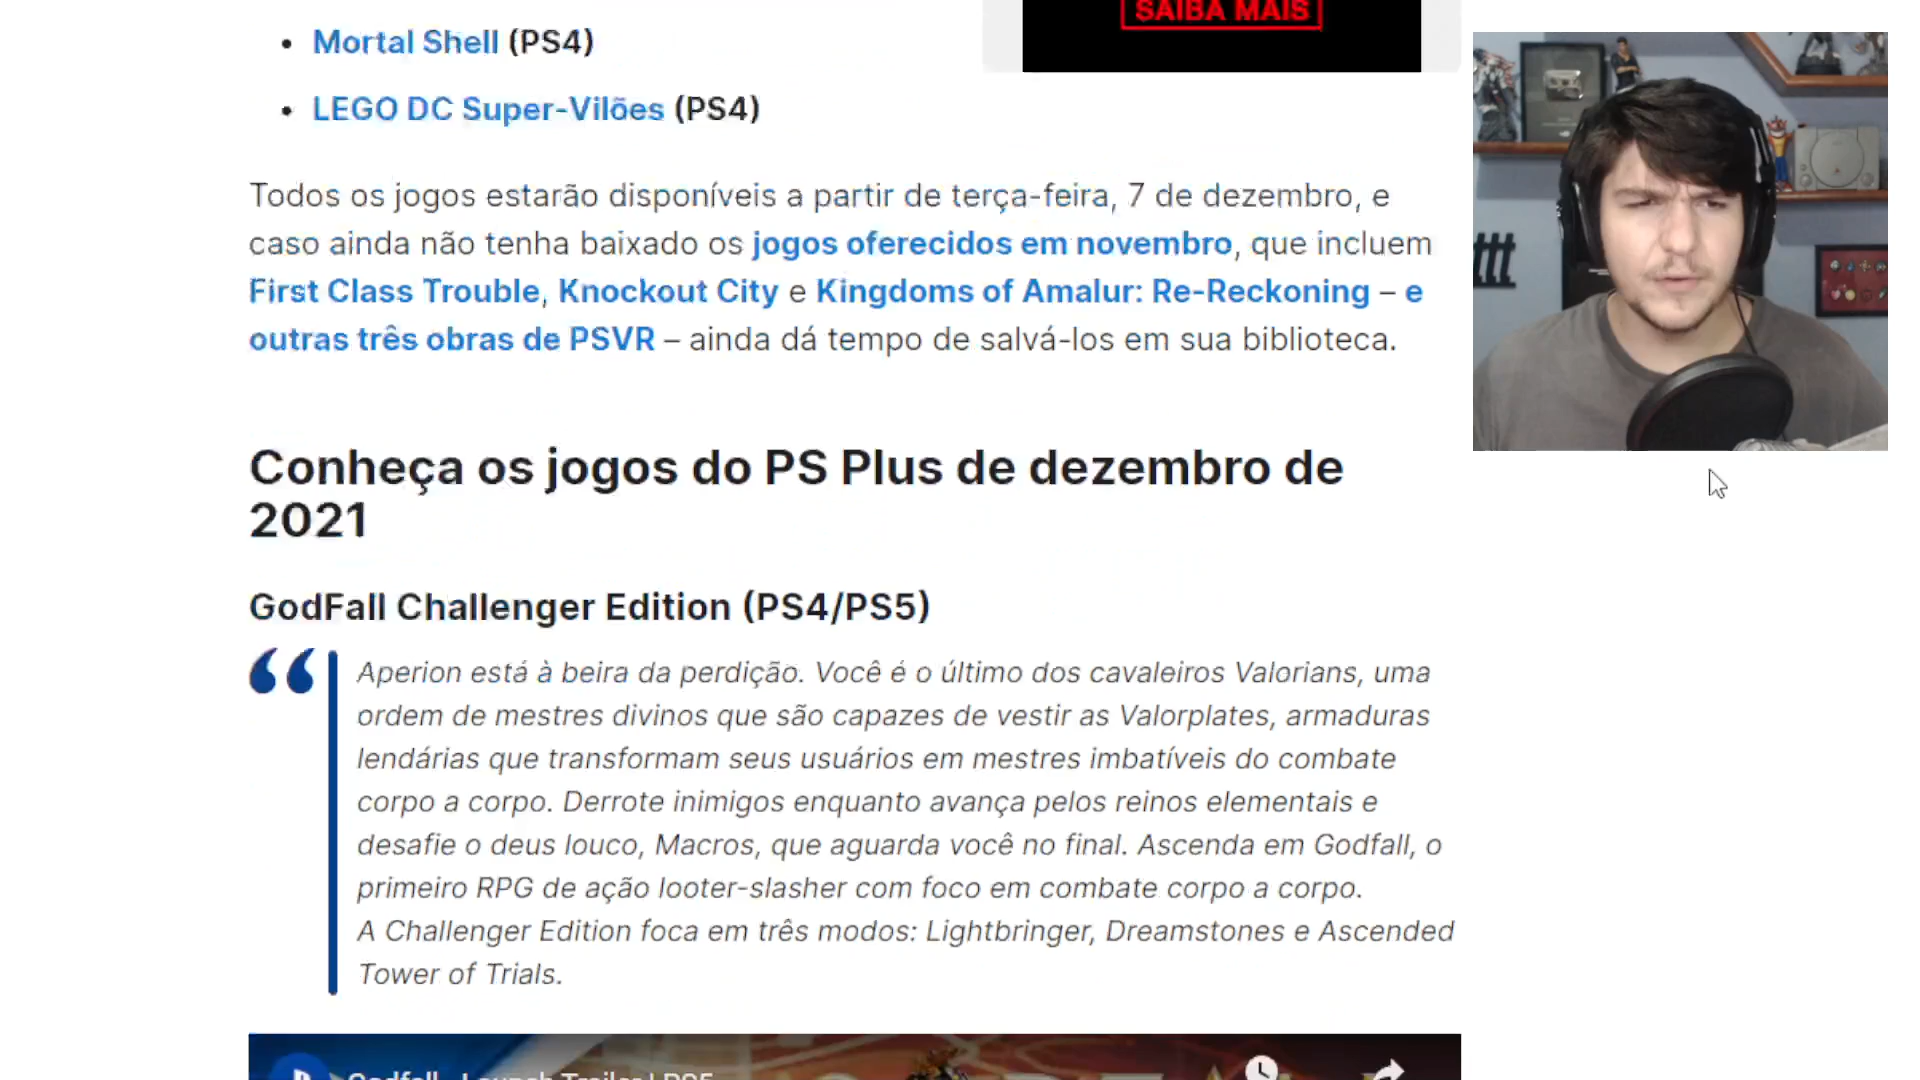 SAIBA MAIS
• Mortal Shell (PS4)
• LEGO DC Super-Vilões (PS4)
Todos os jogos estarão disponíveis a partir de terça-feira, 7 de dezembro, e
caso ainda não tenha baixado os jogos oferecidos em novembro, que incluem
First Class Trouble, Knockout City e Kingdoms of Amalur: Re-Reckoning – e
outras três obras de PSVR – ainda dá tempo de salvá-los em sua biblioteca.
Conheça os jogos do PS Plus de dezembro de
2021
GodFall Challenger Edition (PS4/PS5)
“ Aperion está à beira da perdição. Você é o último dos cavaleiros Valorians, uma
ordem de mestres divinos que são capazes de vestir as Valorplates, armaduras
lendárias que transformam seus usuários em mestres imbatíveis do combate
corpo a corpo. Derrote inimigos enquanto avança pelos reinos elementais e
desafie o deus louco, Macros, que aguarda você no final. Ascenda em Godfall, o
primeiro RPG de ação looter-slasher com foco em combate corpo a corpo.
A Challenger Edition foca em três modos: Lightbringer, Dreamstones e Ascended
Tower of Trials.
Godfall - Launch Trailer | PS5